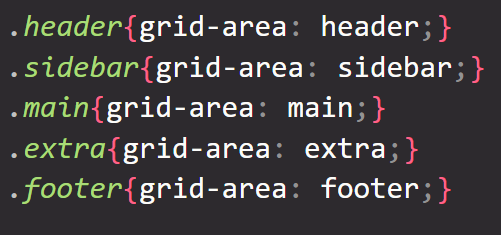 .header{grid-area: header;}
.sidebar{grid-area: sidebar;}
.main{grid-area: main;}
.extra{grid-area: extra;}
.footer{grid-area: footer;}